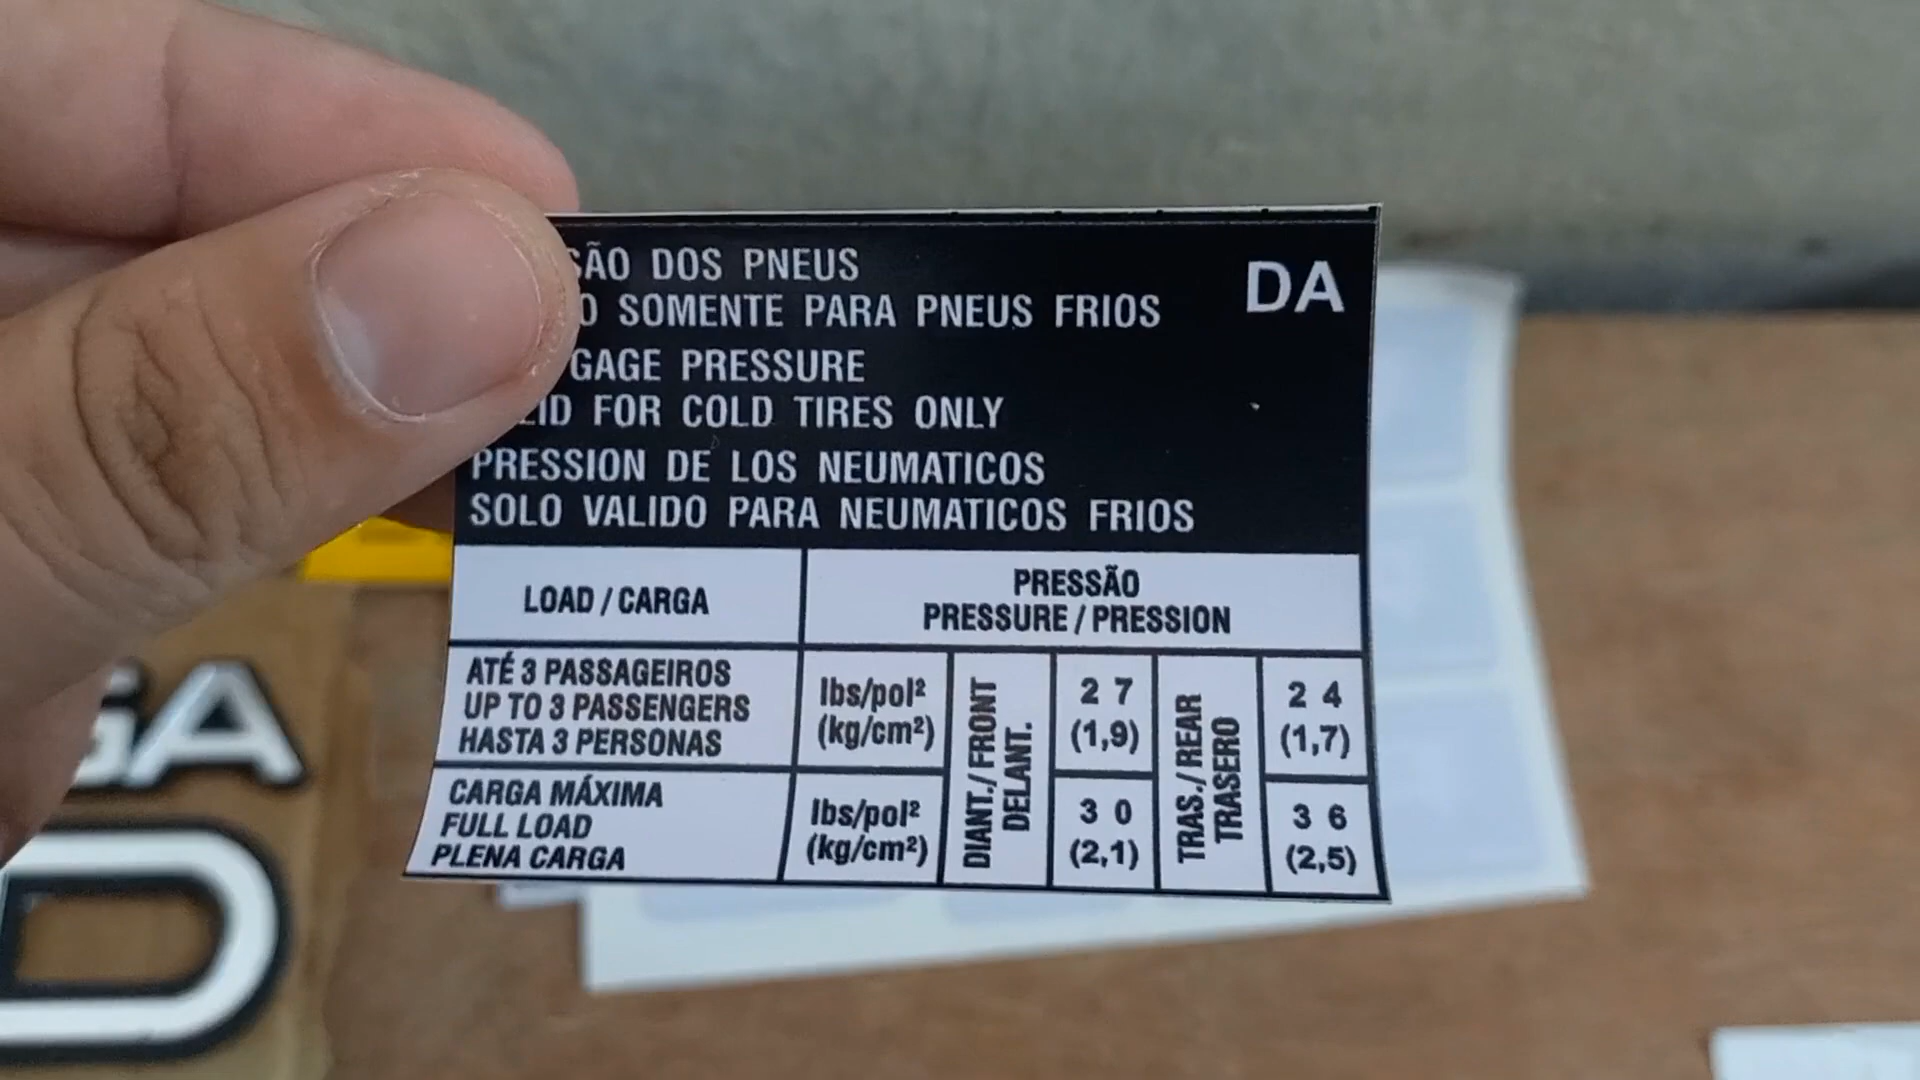 DOS PNEUS
SOMENTE PARA PNEUS FRIOS
DA
GAGE PRESSURE
FOR COLD TIRES ONLY
PRESSION DE LOS NEUMATICOS
SOLO VALIDO PARA NEUMATICOS FRIOS
LOAD / CARGA
PRESSÃO
PRESSURE / PRESSION
ATÉ 3 PASSAGEIROS
UP TO 3 PASSENGERS
HASTA 3 PERSONAS
lbs/pol²
(kg/cm²)
DIANT./ FRONT
DELANT.
2 7
(1,9)
TRAS./ REAR
TRASERO
2 4
(1,7)
CARGA MÁXIMA
FULL LOAD
PLENA CARGA
lbs/pol²
(kg/cm²)
3 0
(2,1)
3 6
(2,5)